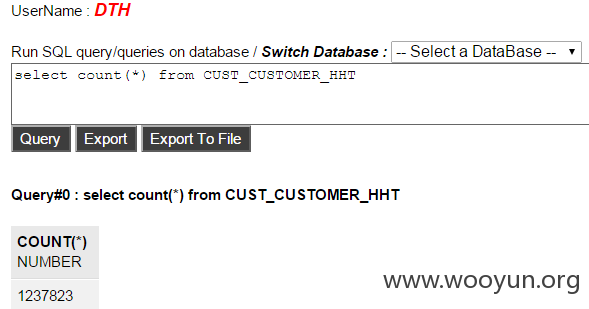 UserName : DTH
Run SQL query/queries on database / Switch Database : -- Select a DataBase --
select count(*) from CUST_CUSTOMER_HHT
Query Export Export To File
Query#0 : select count(*) from CUST_CUSTOMER_HHT
COUNT(*)
NUMBER
1237823
www.wooyun.org